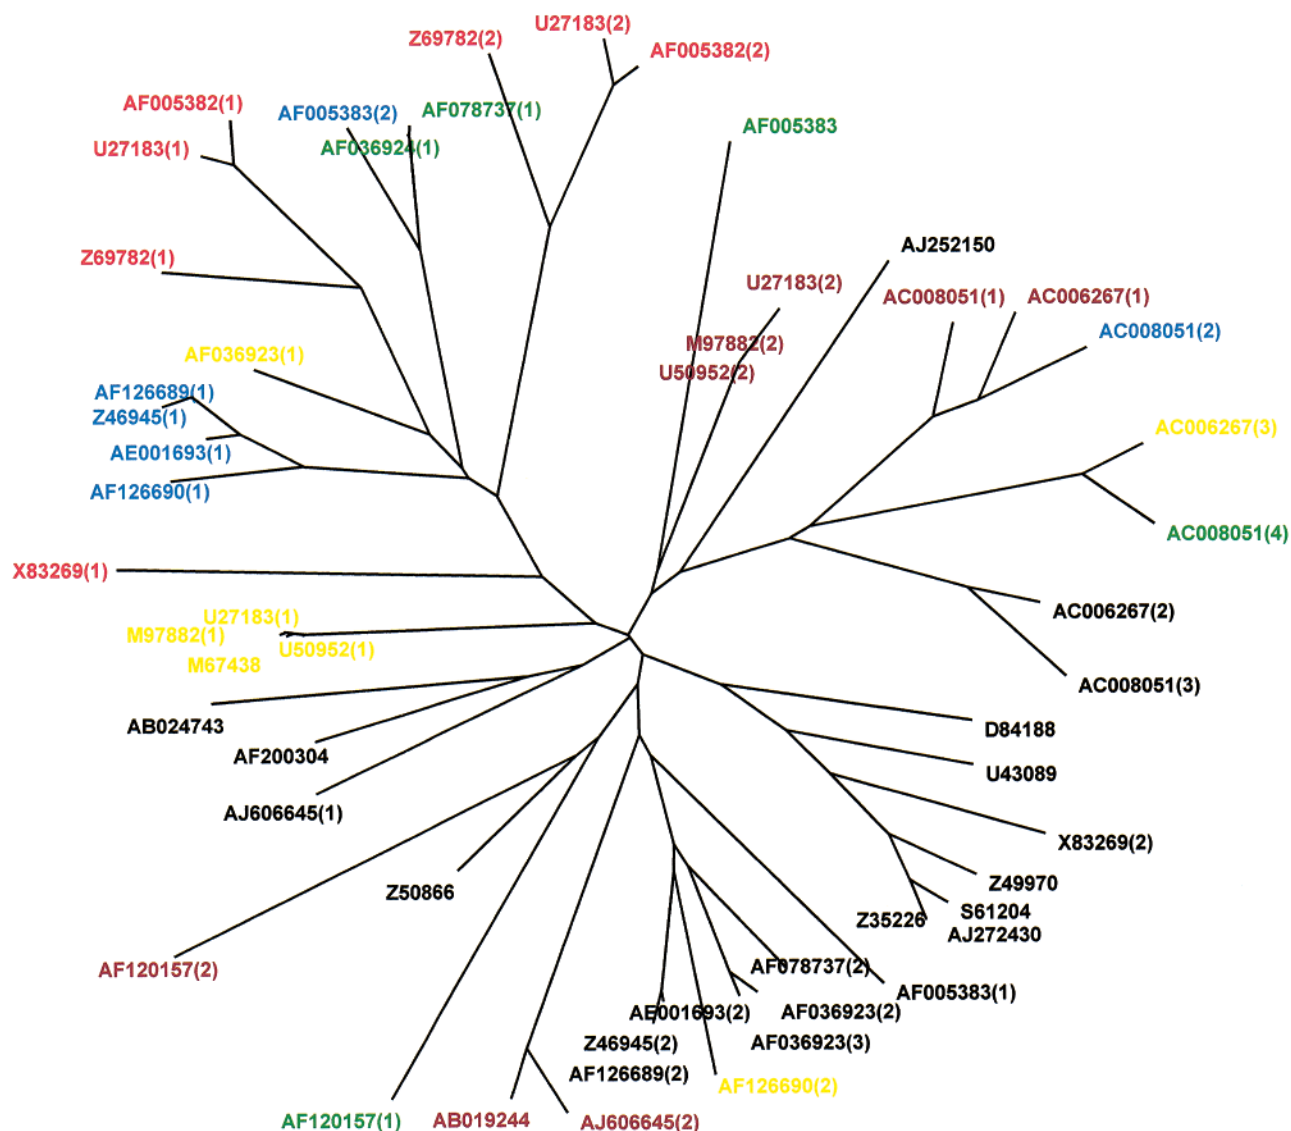 U27183(2)
Z69782(2)
AF005382(2)
AF005382(1)
AF078737(1)
AF005383(2)
AF005383
AF036924(1)
U27183(1)
AJ252150
Z69782(1)
U27183(2)
AC008051(1)
AC006267(1)
AC008051(2)
M97882(2)
AF036923(1)
U50952(2)
AF126689(1)
Z46945(1)
AC006267(3)
AE001693(1)
AF126690(1)
AC008051(4)
X83269(1)
AC006267(2)
U27183(1)
M97882(1)
U50952(1)
M67438
AC008051(3)
AB024743
D84188
AF200304
U43089
AJ606645(1)
X83269(2)
Z50866
Z49970
S61204
Z35226
AJ272430
AF120157(2)
AF078737(2)
AF005383(1)
AE001693(2)
AF036923(2)
Z46945(2)
AF036923(3)
AF126689(2)
AF126690(2)
AF120157(1)
AB019244
AJ606645(2)